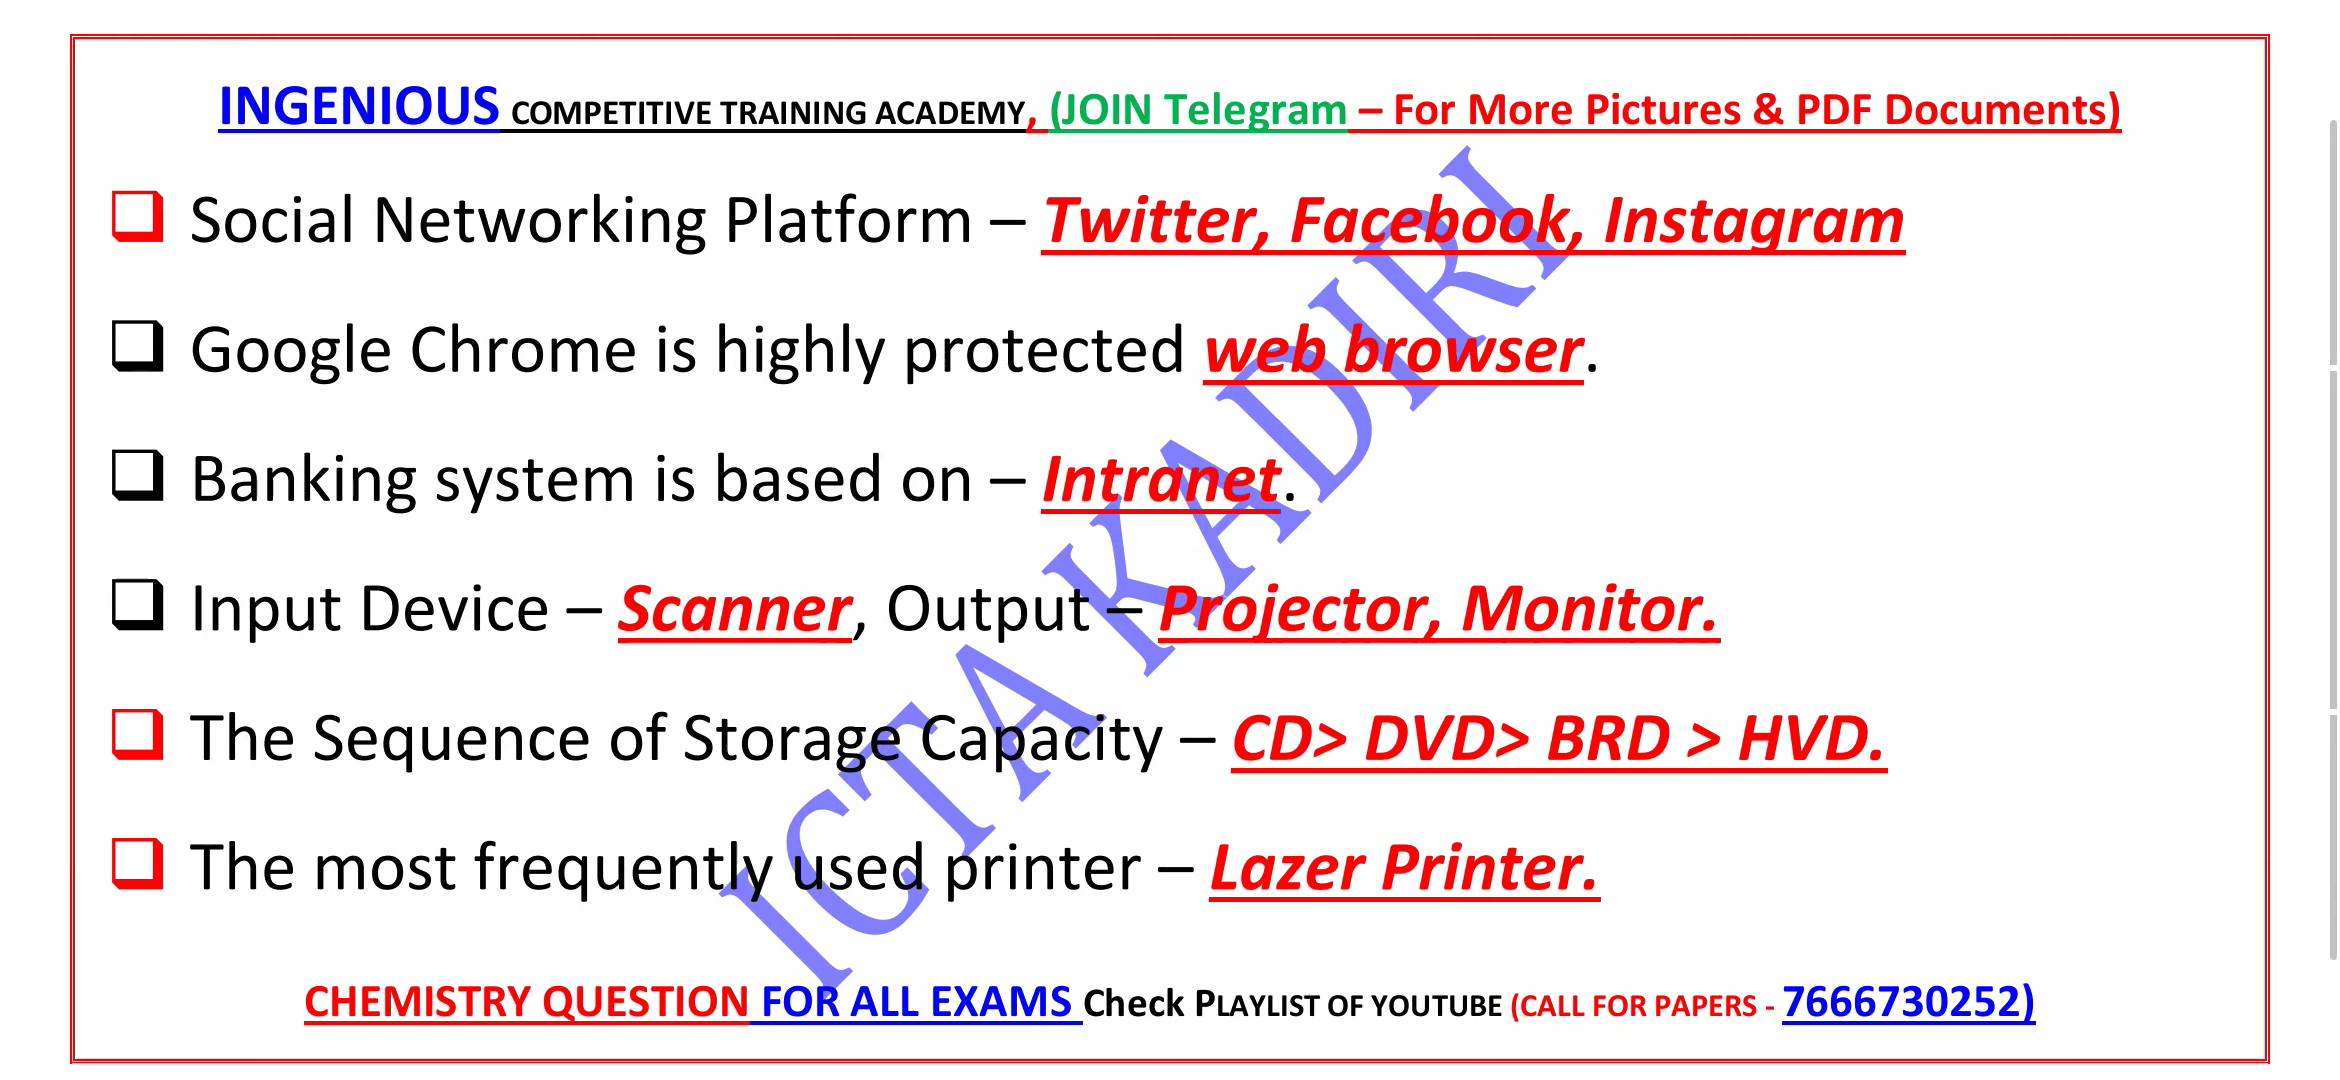 INGENIOUS COMPETITIVE TRAINING ACADEMY, (JOIN Telegram – For More Pictures & PDF Documents)
Social Networking Platform – Twitter, Facebook, Instagram
Google Chrome is highly protected web browser.
Banking system is based on – Intranet.
Input Device – Scanner, Output – Projector, Monitor.
The Sequence of Storage Capacity – CD> DVD> BRD > HVD.
The most frequently used printer – Lazer Printer.
ICTA KADIRI
CHEMISTRY QUESTION FOR ALL EXAMS Check PLAYLIST OF YOUTUBE (CALL FOR PAPERS - 7666730252)